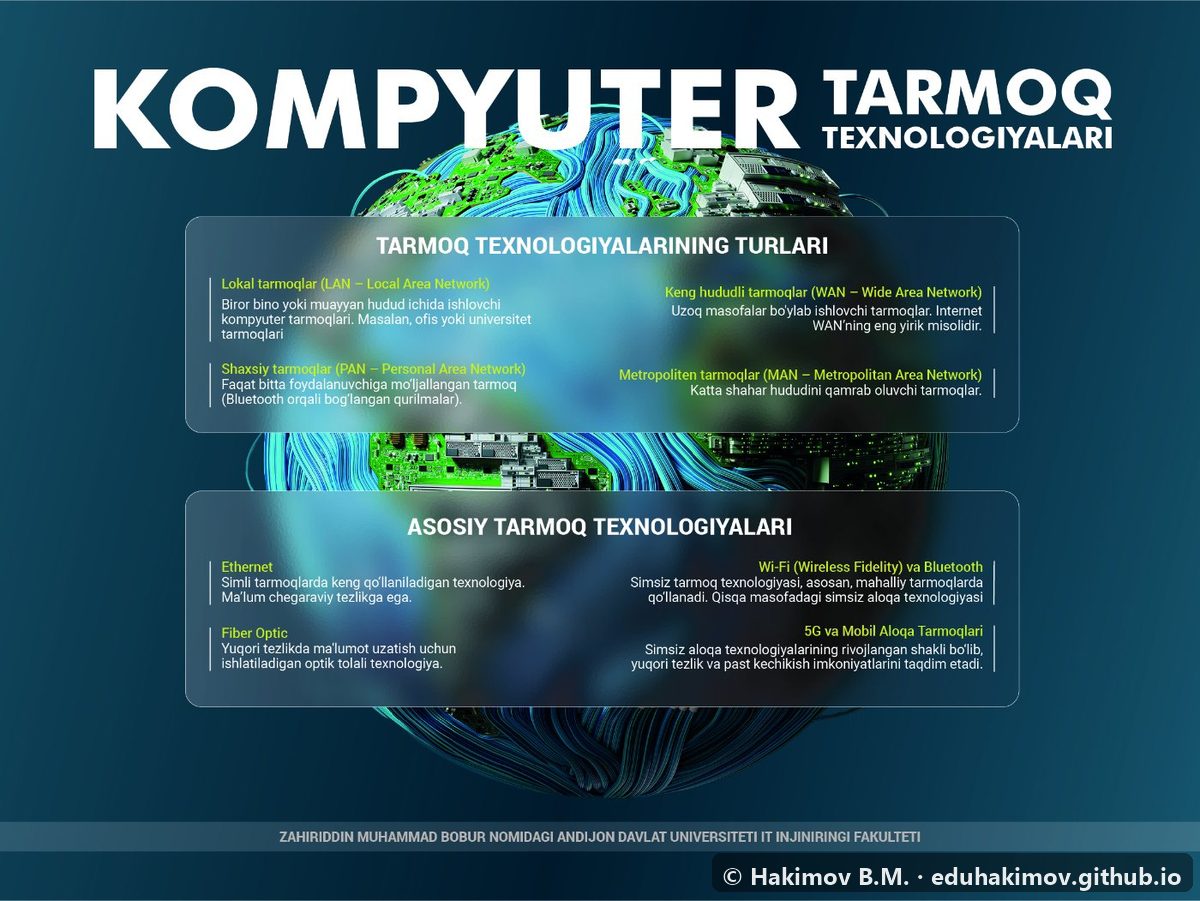 KOMPYUTER TARMOQ
TEXNOLOGIYALARI
TARMOQ TEXNOLOGIYALARINING TURLARI
Lokal tarmoqlar (LAN – Local Area Network)
Biror bino yoki muayyan hudud ichida ishlovchi
kompyuter tarmoqlari. Masalan, ofis yoki universitet
tarmoqlari
Shaxsiy tarmoqlar (PAN – Personal Area Network)
Faqat bitta foydalanuvchiga mo‘ljallangan tarmoq
(Bluetooth orqali bog‘langan qurilmalar).
Keng hududli tarmoqlar (WAN – Wide Area Network)
Uzoq masofalar bo'ylab ishlovchi tarmoqlar. Internet
WAN’ning eng yirik misolidir.
Metropoliten tarmoqlar (MAN – Metropolitan Area Network)
Katta shahar hududini qamrab oluvchi tarmoqlar.
ASOSIY TARMOQ TEXNOLOGIYALARI
Ethernet
Simli tarmoqlarda keng qo‘llaniladigan texnologiya.
Ma’lum chegaraviy tezlikga ega.
Fiber Optic
Yuqori tezlikda ma'lumot uzatish uchun
ishlatiladigan optik tolali texnologiya.
Wi-Fi (Wireless Fidelity) va Bluetooth
Simsiz tarmoq texnologiyasi, asosan, mahalliy tarmoqlarda
qo‘llanadi. Qisqa masofadagi simsiz aloqa texnologiyasi
5G va Mobil Aloqa Tarmoqlari
Simsiz aloqa texnologiyalarining rivojlangan shakli bo‘lib,
yuqori tezlik va past kechikish imkoniyatlarini taqdim etadi.
ZAHIRIDDIN MUHAMMAD BOBUR NOMIDAGI ANDIJON DAVLAT UNIVERSITETI IT INJINIRINGI FAKULTETI
© Hakimov B.M. · eduhakimov.github.io